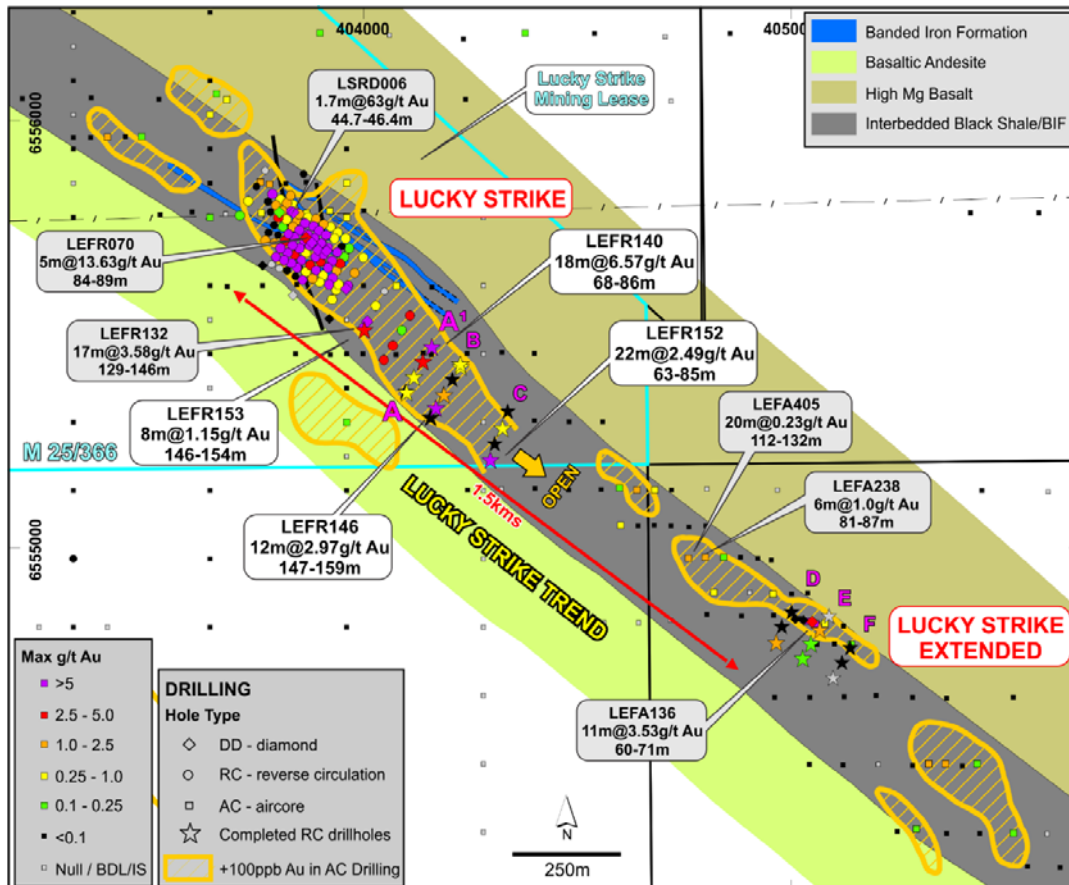 404000
405000
6556000
6555000
Banded Iron Formation
Basaltic Andesite
High Mg Basalt
Interbedded Black Shale/BIF
LSRD006
1.7m@63g/t Au
44.7-46.4m
Lucky Strike
Mining Lease
LUCKY STRIKE
LEFR070
5m@13.63g/t Au
84-89m
LEFR140
18m@6.57g/t Au
68-86m
LEFR132
17m@3.58g/t Au
129-146m
A1
B
LEFR152
22m@2.49g/t Au
63-85m
C
A
LEFR153
8m@1.15g/t Au
146-154m
LEFA405
20m@0.23g/t Au
112-132m
M 25/366
OPEN
1.5kms
LEFA238
6m@1.0g/t Au
81-87m
LEFR146
12m@2.97g/t Au
147-159m
LUCKY STRIKE TREND
D
E
F
LUCKY STRIKE
EXTENDED
LEFA136
11m@3.53g/t Au
60-71m
Max g/t Au
>5
2.5 - 5.0
1.0 - 2.5
0.25 - 1.0
0.1 - 0.25
<0.1
Null / BDL/IS
DRILLING
Hole Type
DD - diamond
RC - reverse circulation
AC - aircore
Completed RC drillholes
+100ppb Au in AC Drilling
N
250m